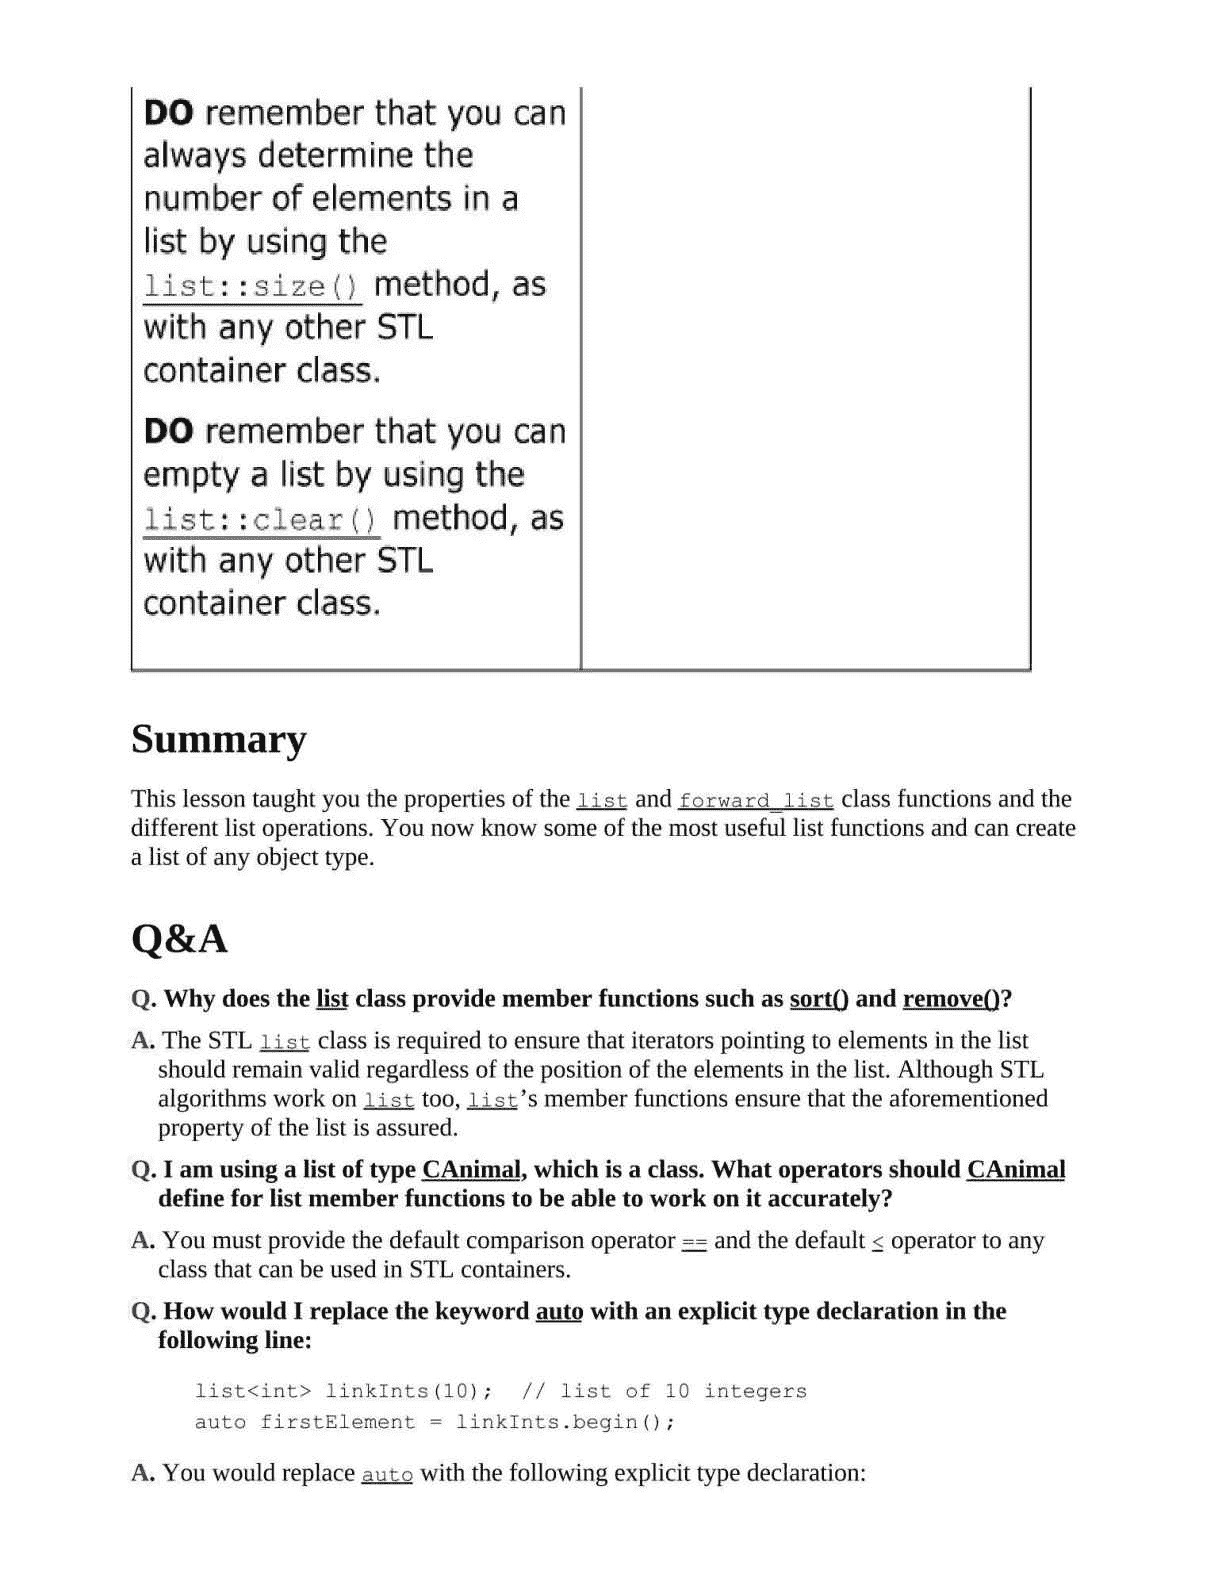 DO remember that you can
always determine the
number of elements in a
list by using the
list::size() method, as
with any other STL
container class.
DO remember that you can
empty a list by using the
list::clear() method, as
with any other STL
container class.
Summary
This lesson taught you the properties of the list and forward_list class functions and the
different list operations. You now know some of the most useful list functions and can create
a list of any object type.
Q&A
Q. Why does the list class provide member functions such as sort() and remove()?
A. The STL list class is required to ensure that iterators pointing to elements in the list
should remain valid regardless of the position of the elements in the list. Although STL
algorithms work on list too, list’s member functions ensure that the aforementioned
property of the list is assured.
Q. I am using a list of type CAnimal, which is a class. What operators should CAnimal
define for list member functions to be able to work on it accurately?
A. You must provide the default comparison operator == and the default < operator to any
class that can be used in STL containers.
Q. How would I replace the keyword auto with an explicit type declaration in the
following line:
list<int> linkInts(10);  // list of 10 integers
auto firstElement = linkInts.begin();
A. You would replace auto with the following explicit type declaration: